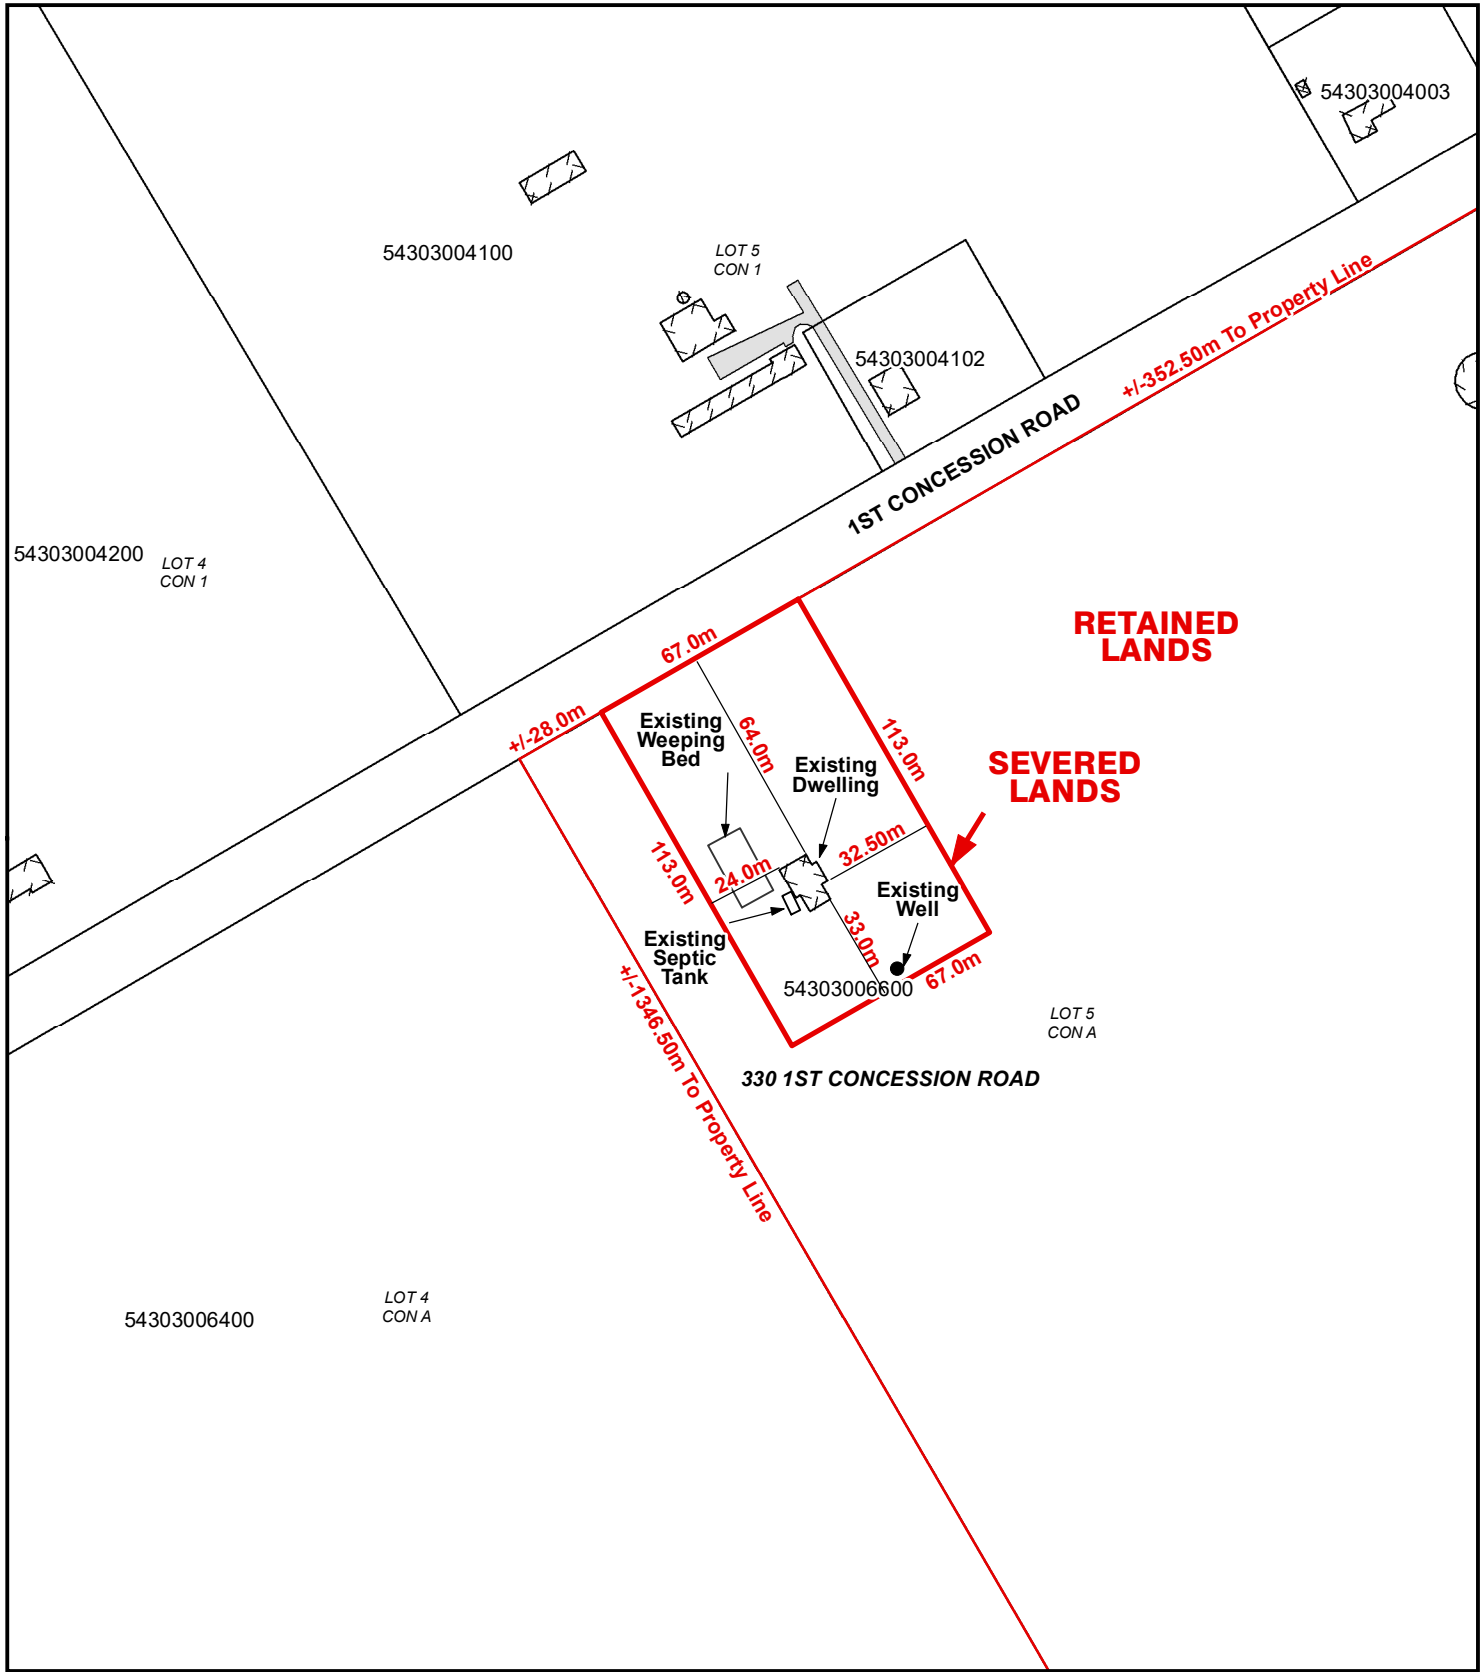 54303004003
54303004100
LOT 5
CON 1
+/-352.50m To Property Line
54303004102
1ST CONCESSION ROAD
54303004200
LOT 4
CON 1
RETAINED
LANDS
67.0m
+/-28.0m
Existing
Weeping
Bed
64.0m
113.0m
Existing
Dwelling
SEVERED
LANDS
113.0m
24.0m
32.50m
Existing
Well
Existing
Septic
Tank
33.0m
67.0m
54303006600
+/-1346.50m To Property Line
LOT 5
CON A
330 1ST CONCESSION ROAD
LOT 4
CON A
54303006400